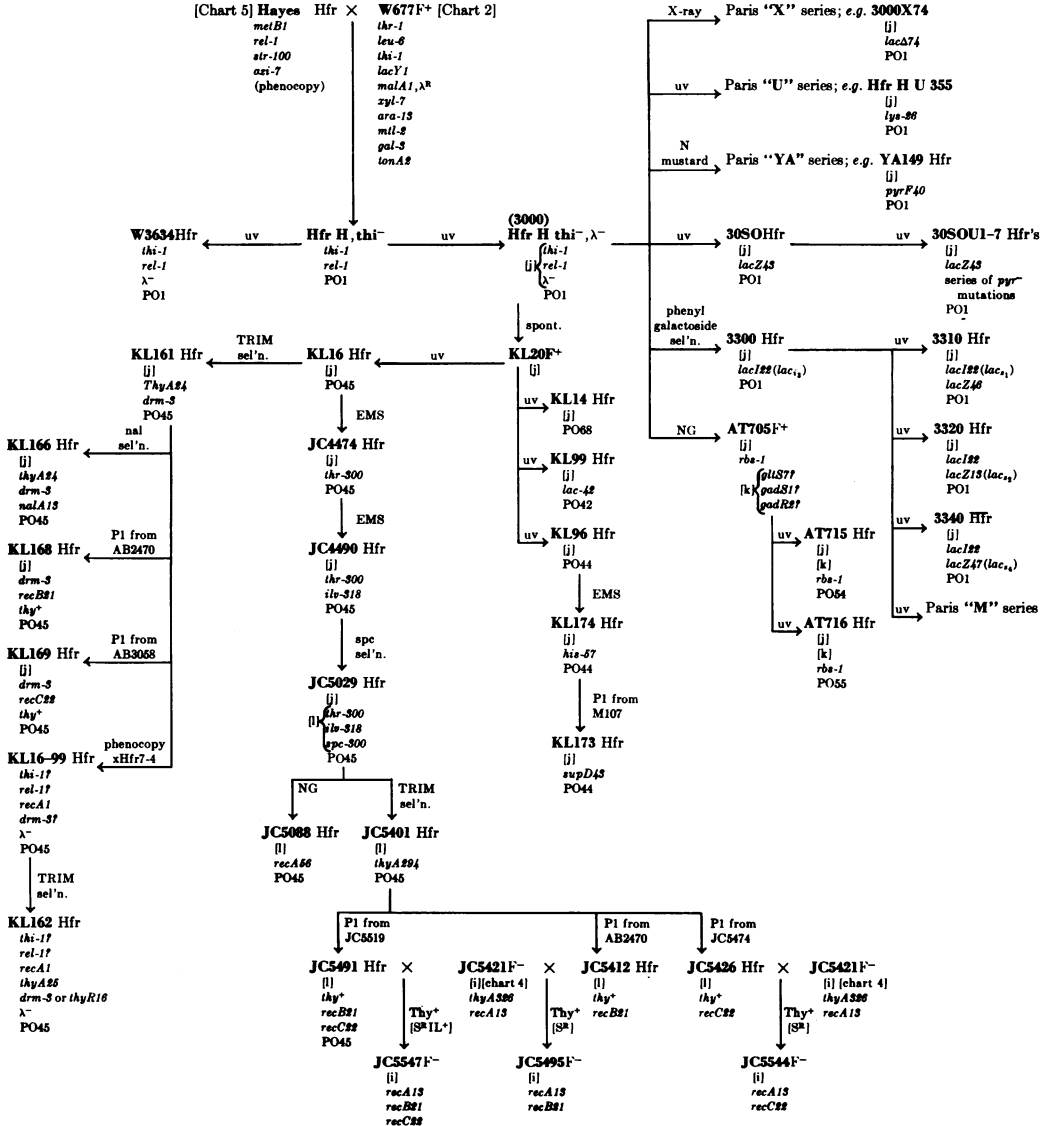 [Chart 5] Hayes Hfr × W677F+ [Chart 2]
metB1
rel-1
str-100
azi-7
(phenocopy)
thr-1
leu-6
thi-1
lacY1
malA1, λR
xyl-7
ara-13
mtl-2
gal-3
tonA2
X-ray
Paris "X" series; e.g. 3000X74
[j]
lacΔ74
PO1
uv
Paris "U" series; e.g. Hfr H U 355
[j]
lys-26
PO1
N
mustard
Paris "YA" series; e.g. YA149 Hfr
[j]
pyrF40
PO1
W3634Hfr
thi-1
rel-1
λ−
PO1
uv
Hfr H, thi−
thi-1
rel-1
PO1
uv
(3000)
Hfr H thi−, λ−
[j]
thi-1
rel-1
λ−
PO1
uv
30SOHfr
[j]
lacZ43
PO1
uv
30SOU1–7 Hfr's
[j]
lacZ43
series of pyr−
mutations
PO1
spont.
phenyl
galactoside
sel'n.
3300 Hfr
[j]
lacI22(laci3)
PO1
uv
3310 Hfr
[j]
lacI22(lacs1)
lacZ46
PO1
KL161 Hfr
[j]
ThyA24
drm-3
PO45
TRIM
sel'n.
KL16 Hfr
[j]
PO45
uv
KL20F+
[j]
uv
KL14 Hfr
[j]
PO68
uv
KL99 Hfr
[j]
lac-42
PO42
uv
KL96 Hfr
[j]
PO44
EMS
KL174 Hfr
[j]
his-57
PO44
P1 from
M107
KL173 Hfr
[j]
supD43
PO44
NG
AT705F+
[j]
rbs-1
[k]
gltS7?
gadS1?
gadR2?
uv
AT715 Hfr
[j]
[k]
rbs-1
PO54
uv
AT716 Hfr
[j]
[k]
rbs-1
PO55
uv
3320 Hfr
[j]
lacI22
lacZ13(lacs2)
PO1
uv
3340 Hfr
[j]
lacI22
lacZ47(lacs4)
PO1
uv
Paris "M" series
nal
sel'n.
KL166 Hfr
[j]
thyA24
drm-3
nalA13
PO45
P1 from
AB2470
KL168 Hfr
[j]
drm-3
recB21
thy+
PO45
P1 from
AB3058
KL169 Hfr
[j]
drm-3
recC22
thy+
PO45
phenocopy
xHfr7-4
KL16–99 Hfr
thi-1?
rel-1?
recA1
drm-3?
λ−
PO45
TRIM
sel'n.
KL162 Hfr
thi-1?
rel-1?
recA1
thyA25
drm-3 or thyR16
λ−
PO45
EMS
JC4474 Hfr
[j]
thr-300
PO45
EMS
JC4490 Hfr
[j]
thr-300
ilv-318
PO45
spc
sel'n.
JC5029 Hfr
[j]
[l]
thr-300
ilv-318
spc-300
PO45
NG
TRIM
sel'n.
JC5088 Hfr
[l]
recA56
PO45
JC5401 Hfr
[l]
thyA294
PO45
P1 from
JC5519
P1 from
AB2470
P1 from
JC5474
JC5491 Hfr × JC5421F− × JC5412 Hfr
[l]
thy+
recB21
recC22
PO45
[i][chart 4]
thyA326
recA13
[l]
thy+
recB21
JC5426 Hfr × JC5421F−
[l]
thy+
recC22
[i] [chart 4]
thyA326
recA13
Thy+
[SR IL+]
Thy+
[SR]
Thy+
[SR]
JC5547F−
[i]
recA13
recB21
recC22
JC5495F−
[i]
recA13
recB21
JC5544F−
[i]
recA13
recC22